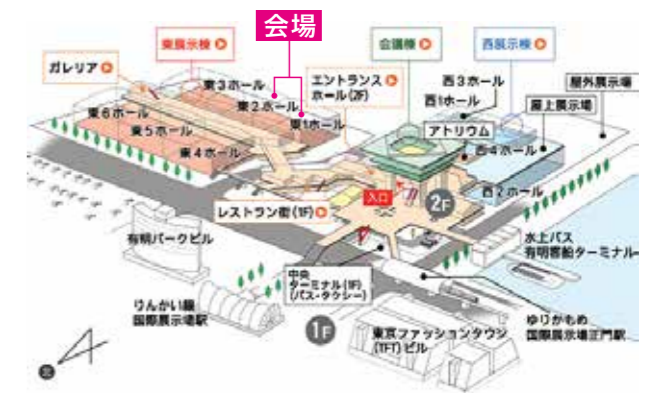 会場
東展示棟
会議棟
西展示棟
ガレリア
東3ホール
東2ホール
東1ホール
東6ホール
東5ホール
東4ホール
エントランス
ホール(2F)
西3ホール
西1ホール
屋外展示場
屋上展示場
アトリウム
西4ホール
西2ホール
入口
2F
レストラン街(1F)
有明パークビル
中央
ターミナル(1F)
(バス・タクシー)
水上バス
有明客船ターミナル
りんかい線
国際展示場駅
1F
東京ファッションタウン
(TFT)ビル
ゆりかもめ
国際展示場正門駅
北